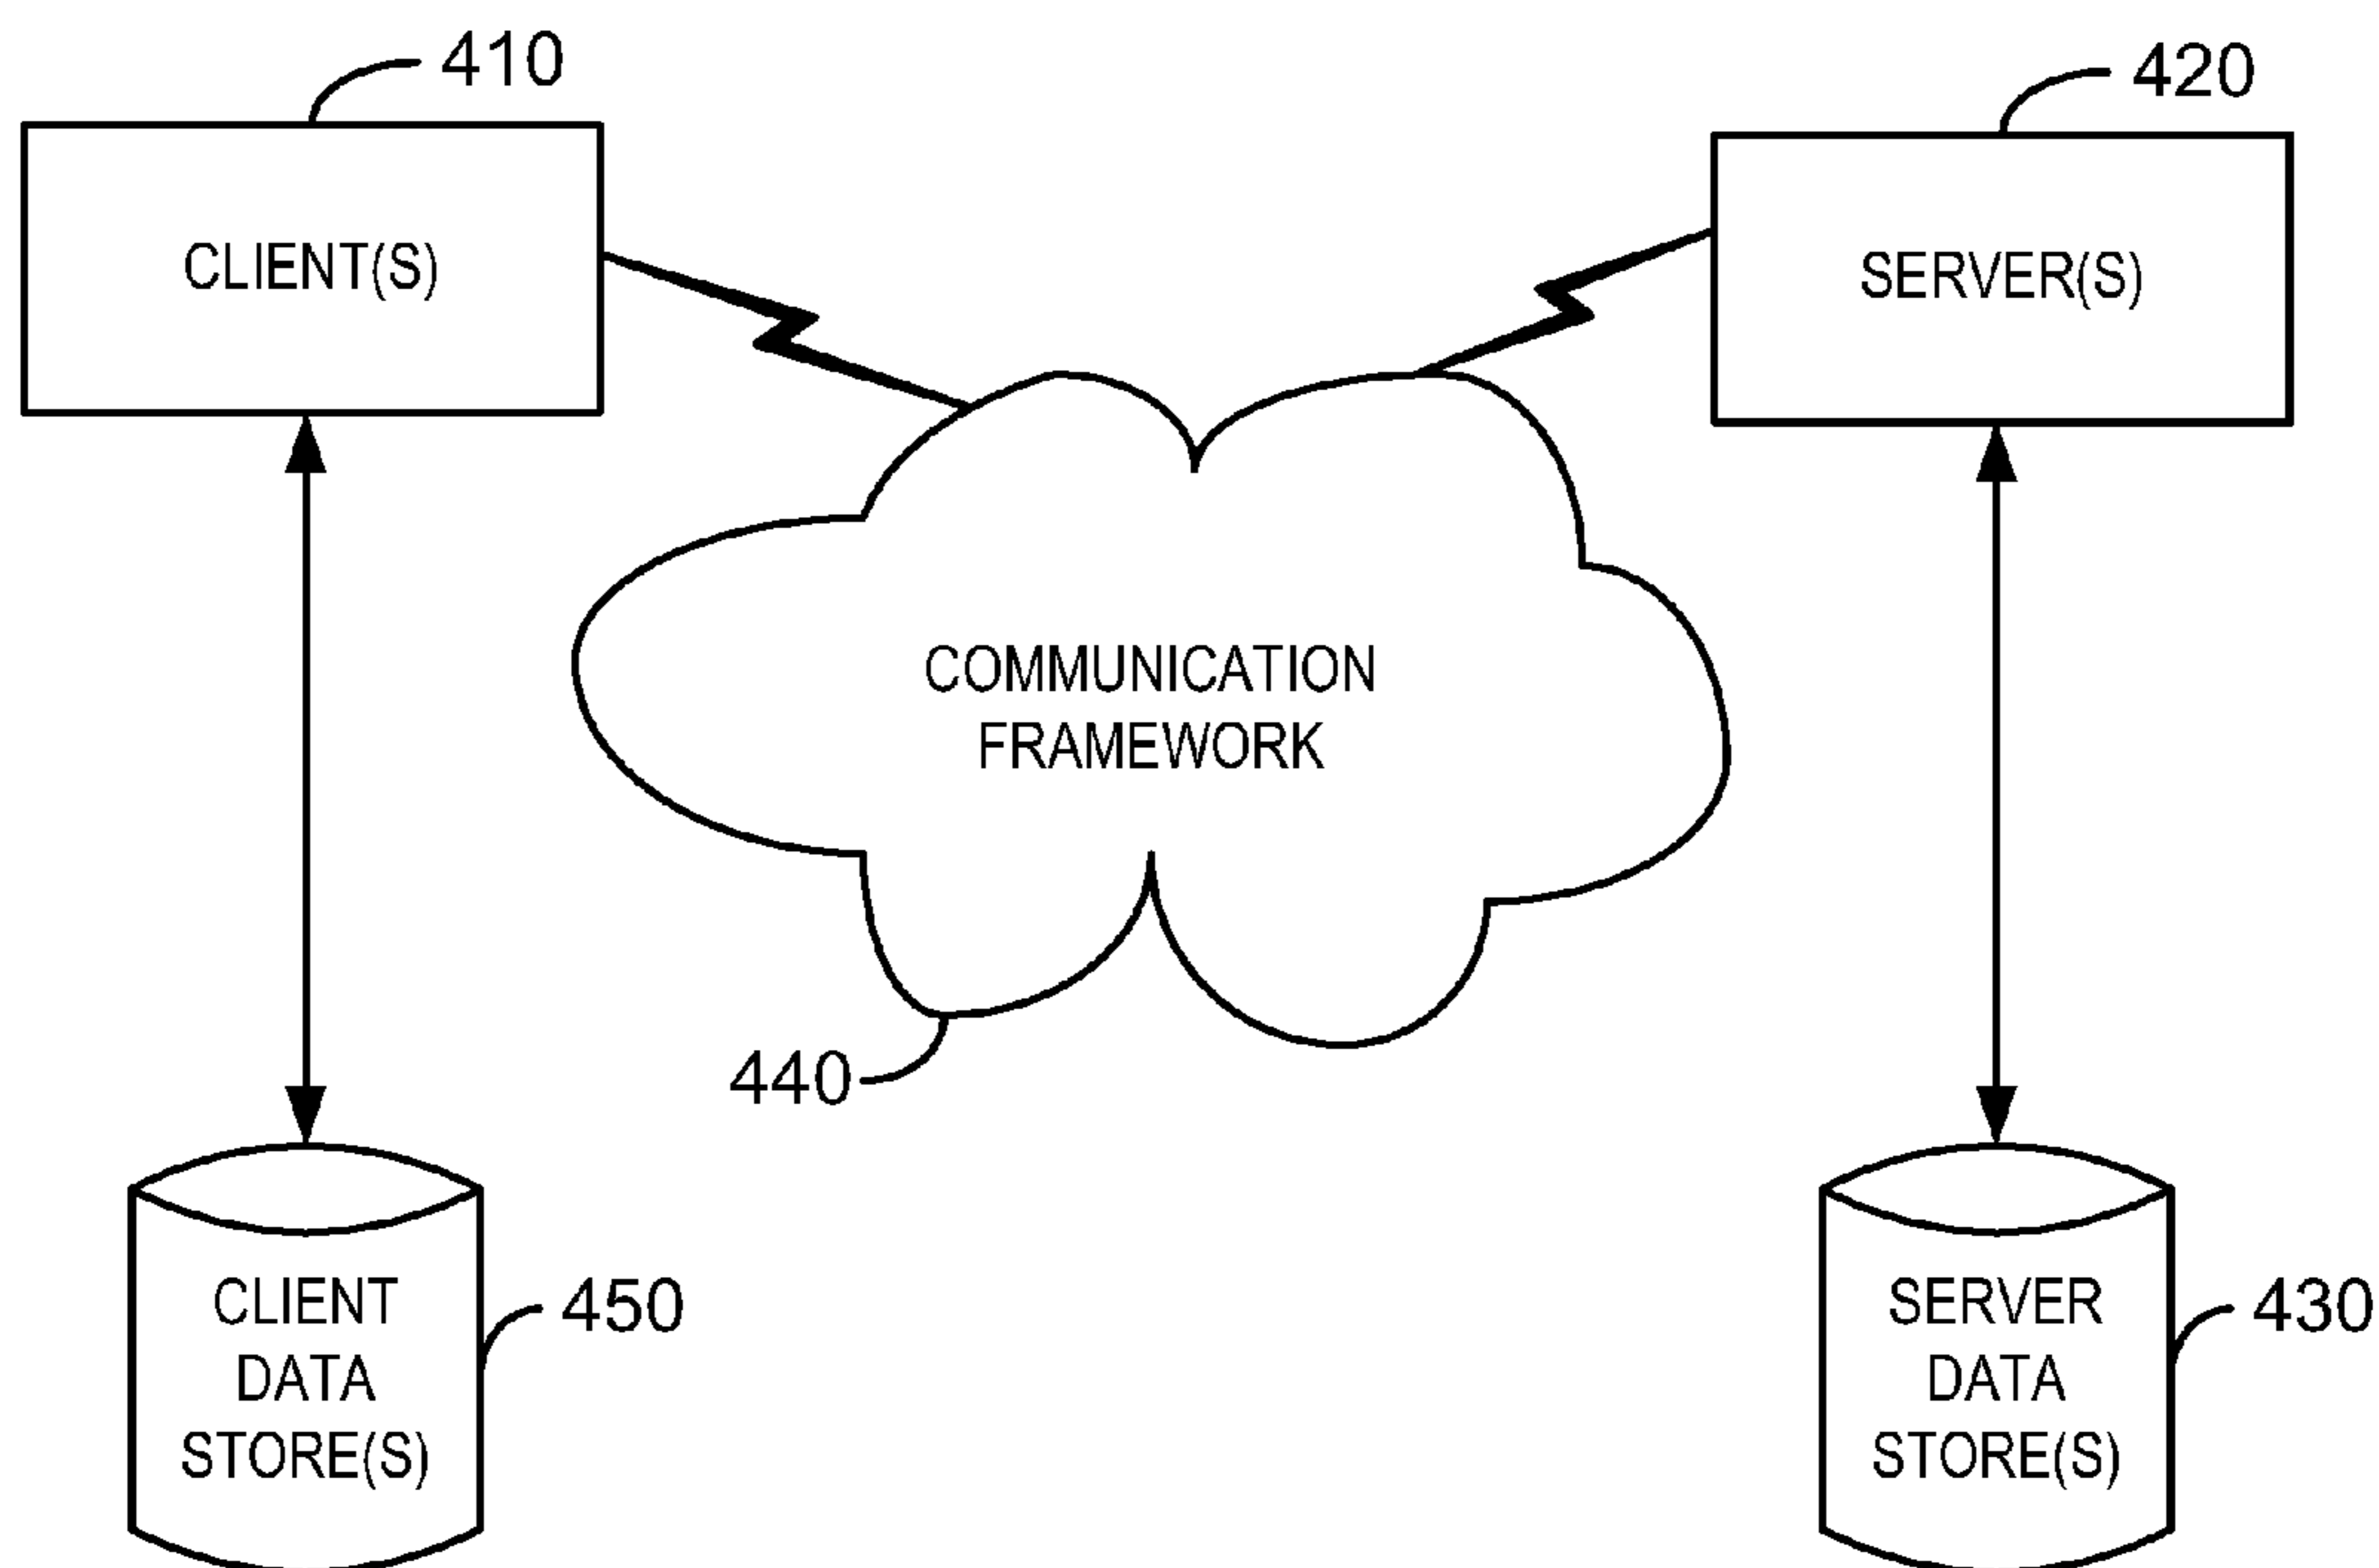 410
420
CLIENT(S)
SERVER(S)
COMMUNICATION
FRAMEWORK
440
CLIENT
DATA
STORE(S)
450
SERVER
DATA
STORE(S)
430